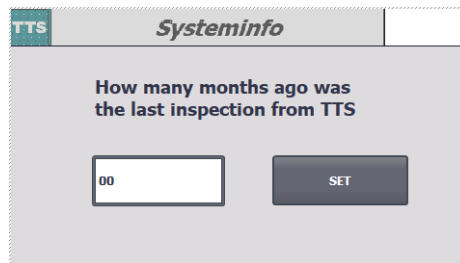 TTS
Systeminfo
How many months ago was
the last inspection from TTS
00
SET